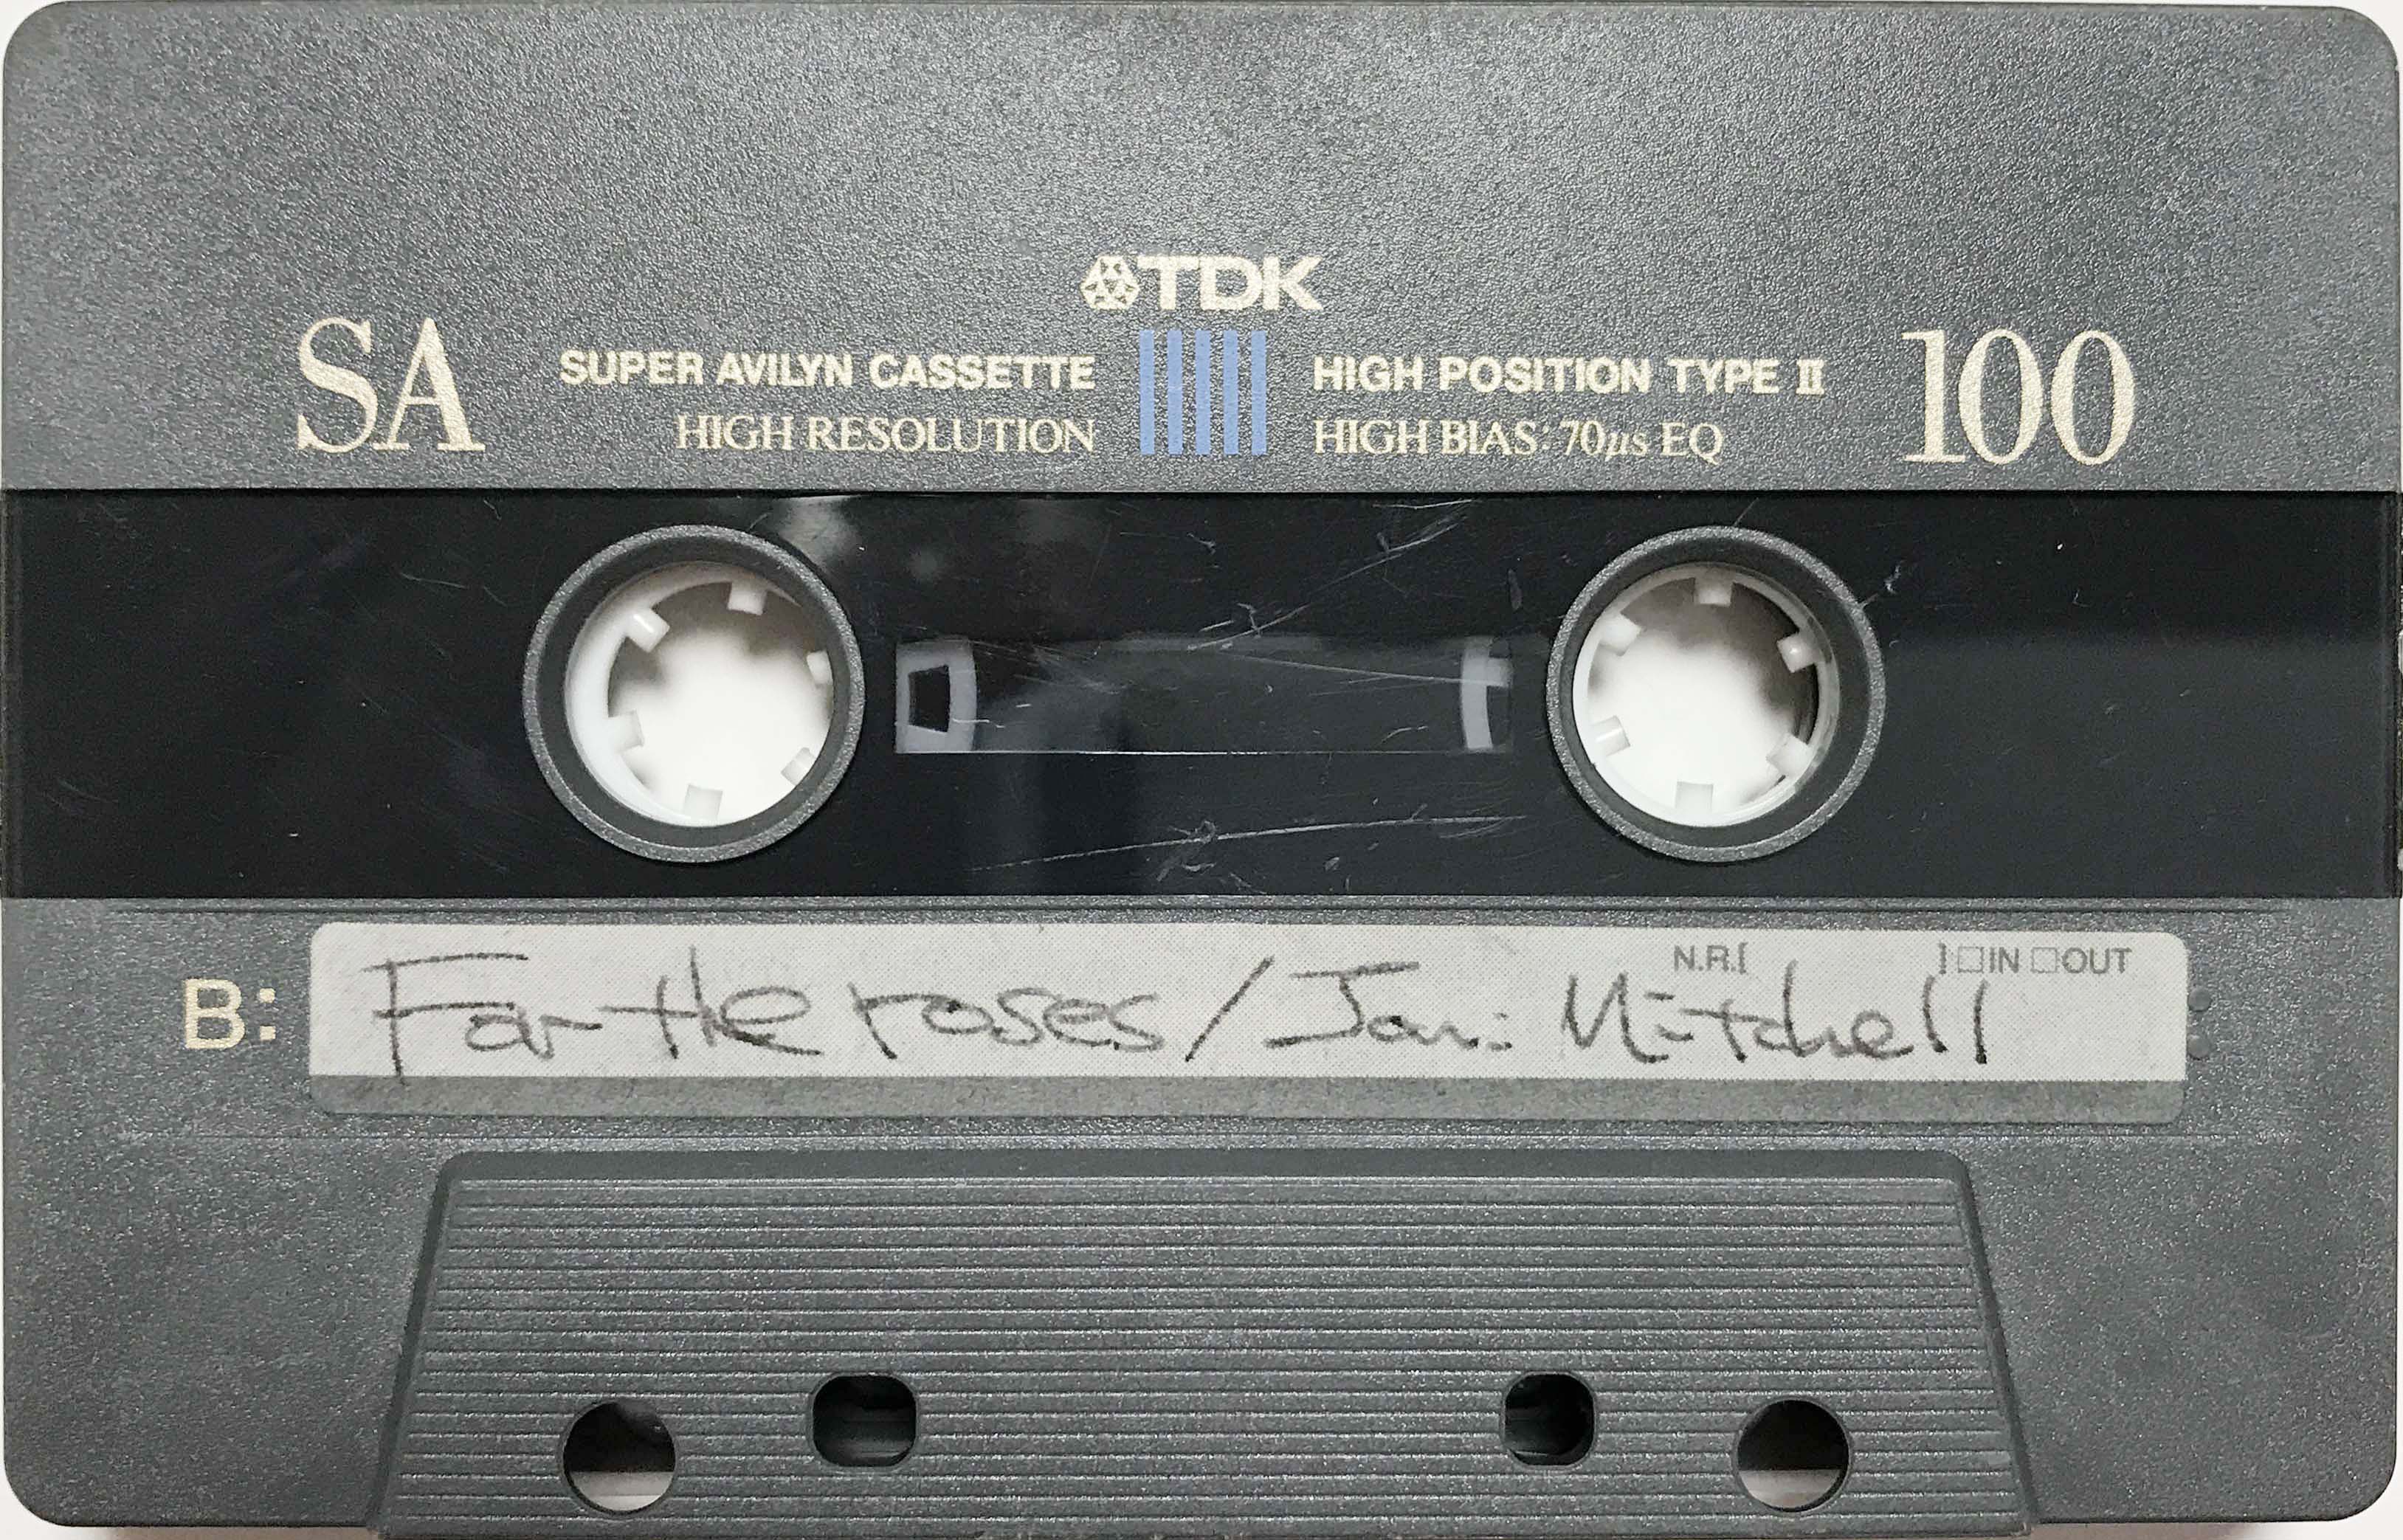 TDK
SA SUPER AVILYN CASSETTE HIGH POSITION TYPE II 100
HIGH RESOLUTION HIGH BIAS: 70μs EQ
N.R.[ ] □IN □OUT
B: For the roses / Joni Mitchell